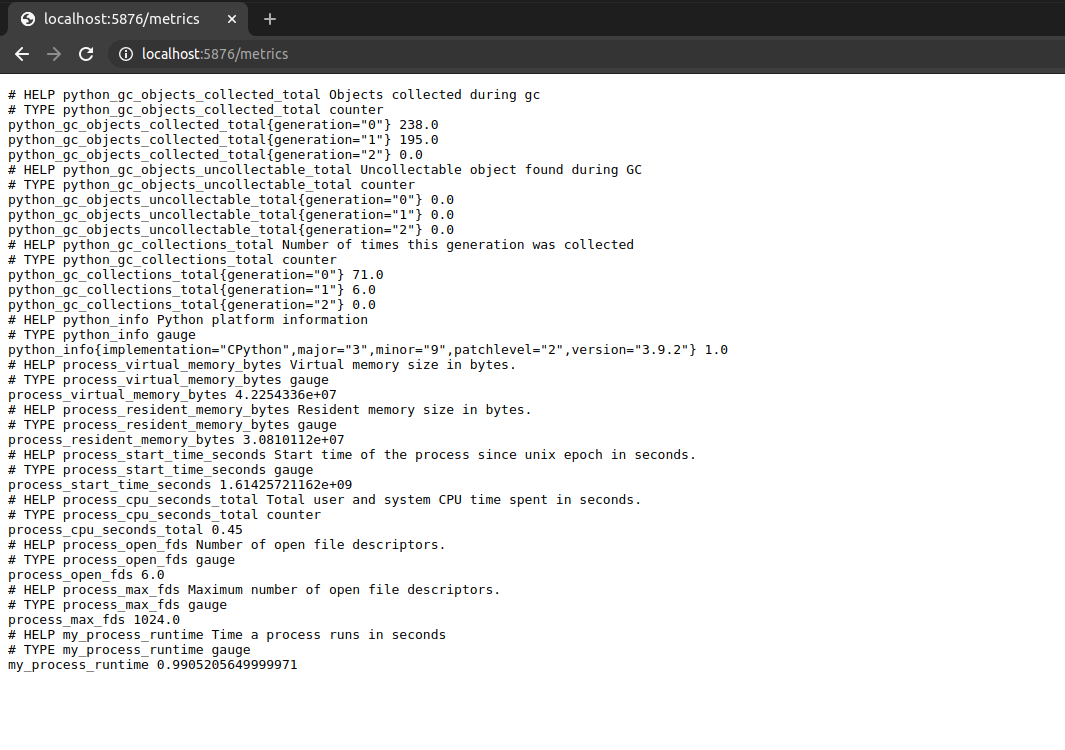 localhost:5876/metrics
localhost:5876/metrics
# HELP python_gc_objects_collected_total Objects collected during gc
# TYPE python_gc_objects_collected_total counter
python_gc_objects_collected_total{generation="0"} 238.0
python_gc_objects_collected_total{generation="1"} 195.0
python_gc_objects_collected_total{generation="2"} 0.0
# HELP python_gc_objects_uncollectable_total Uncollectable object found during GC
# TYPE python_gc_objects_uncollectable_total counter
python_gc_objects_uncollectable_total{generation="0"} 0.0
python_gc_objects_uncollectable_total{generation="1"} 0.0
python_gc_objects_uncollectable_total{generation="2"} 0.0
# HELP python_gc_collections_total Number of times this generation was collected
# TYPE python_gc_collections_total counter
python_gc_collections_total{generation="0"} 71.0
python_gc_collections_total{generation="1"} 6.0
python_gc_collections_total{generation="2"} 0.0
# HELP python_info Python platform information
# TYPE python_info gauge
python_info{implementation="CPython",major="3",minor="9",patchlevel="2",version="3.9.2"} 1.0
# HELP process_virtual_memory_bytes Virtual memory size in bytes.
# TYPE process_virtual_memory_bytes gauge
process_virtual_memory_bytes 4.2254336e+07
# HELP process_resident_memory_bytes Resident memory size in bytes.
# TYPE process_resident_memory_bytes gauge
process_resident_memory_bytes 3.0810112e+07
# HELP process_start_time_seconds Start time of the process since unix epoch in seconds.
# TYPE process_start_time_seconds gauge
process_start_time_seconds 1.61425721162e+09
# HELP process_cpu_seconds_total Total user and system CPU time spent in seconds.
# TYPE process_cpu_seconds_total counter
process_cpu_seconds_total 0.45
# HELP process_open_fds Number of open file descriptors.
# TYPE process_open_fds gauge
process_open_fds 6.0
# HELP process_max_fds Maximum number of open file descriptors.
# TYPE process_max_fds gauge
process_max_fds 1024.0
# HELP my_process_runtime Time a process runs in seconds
# TYPE my_process_runtime gauge
my_process_runtime 0.9905205649999971